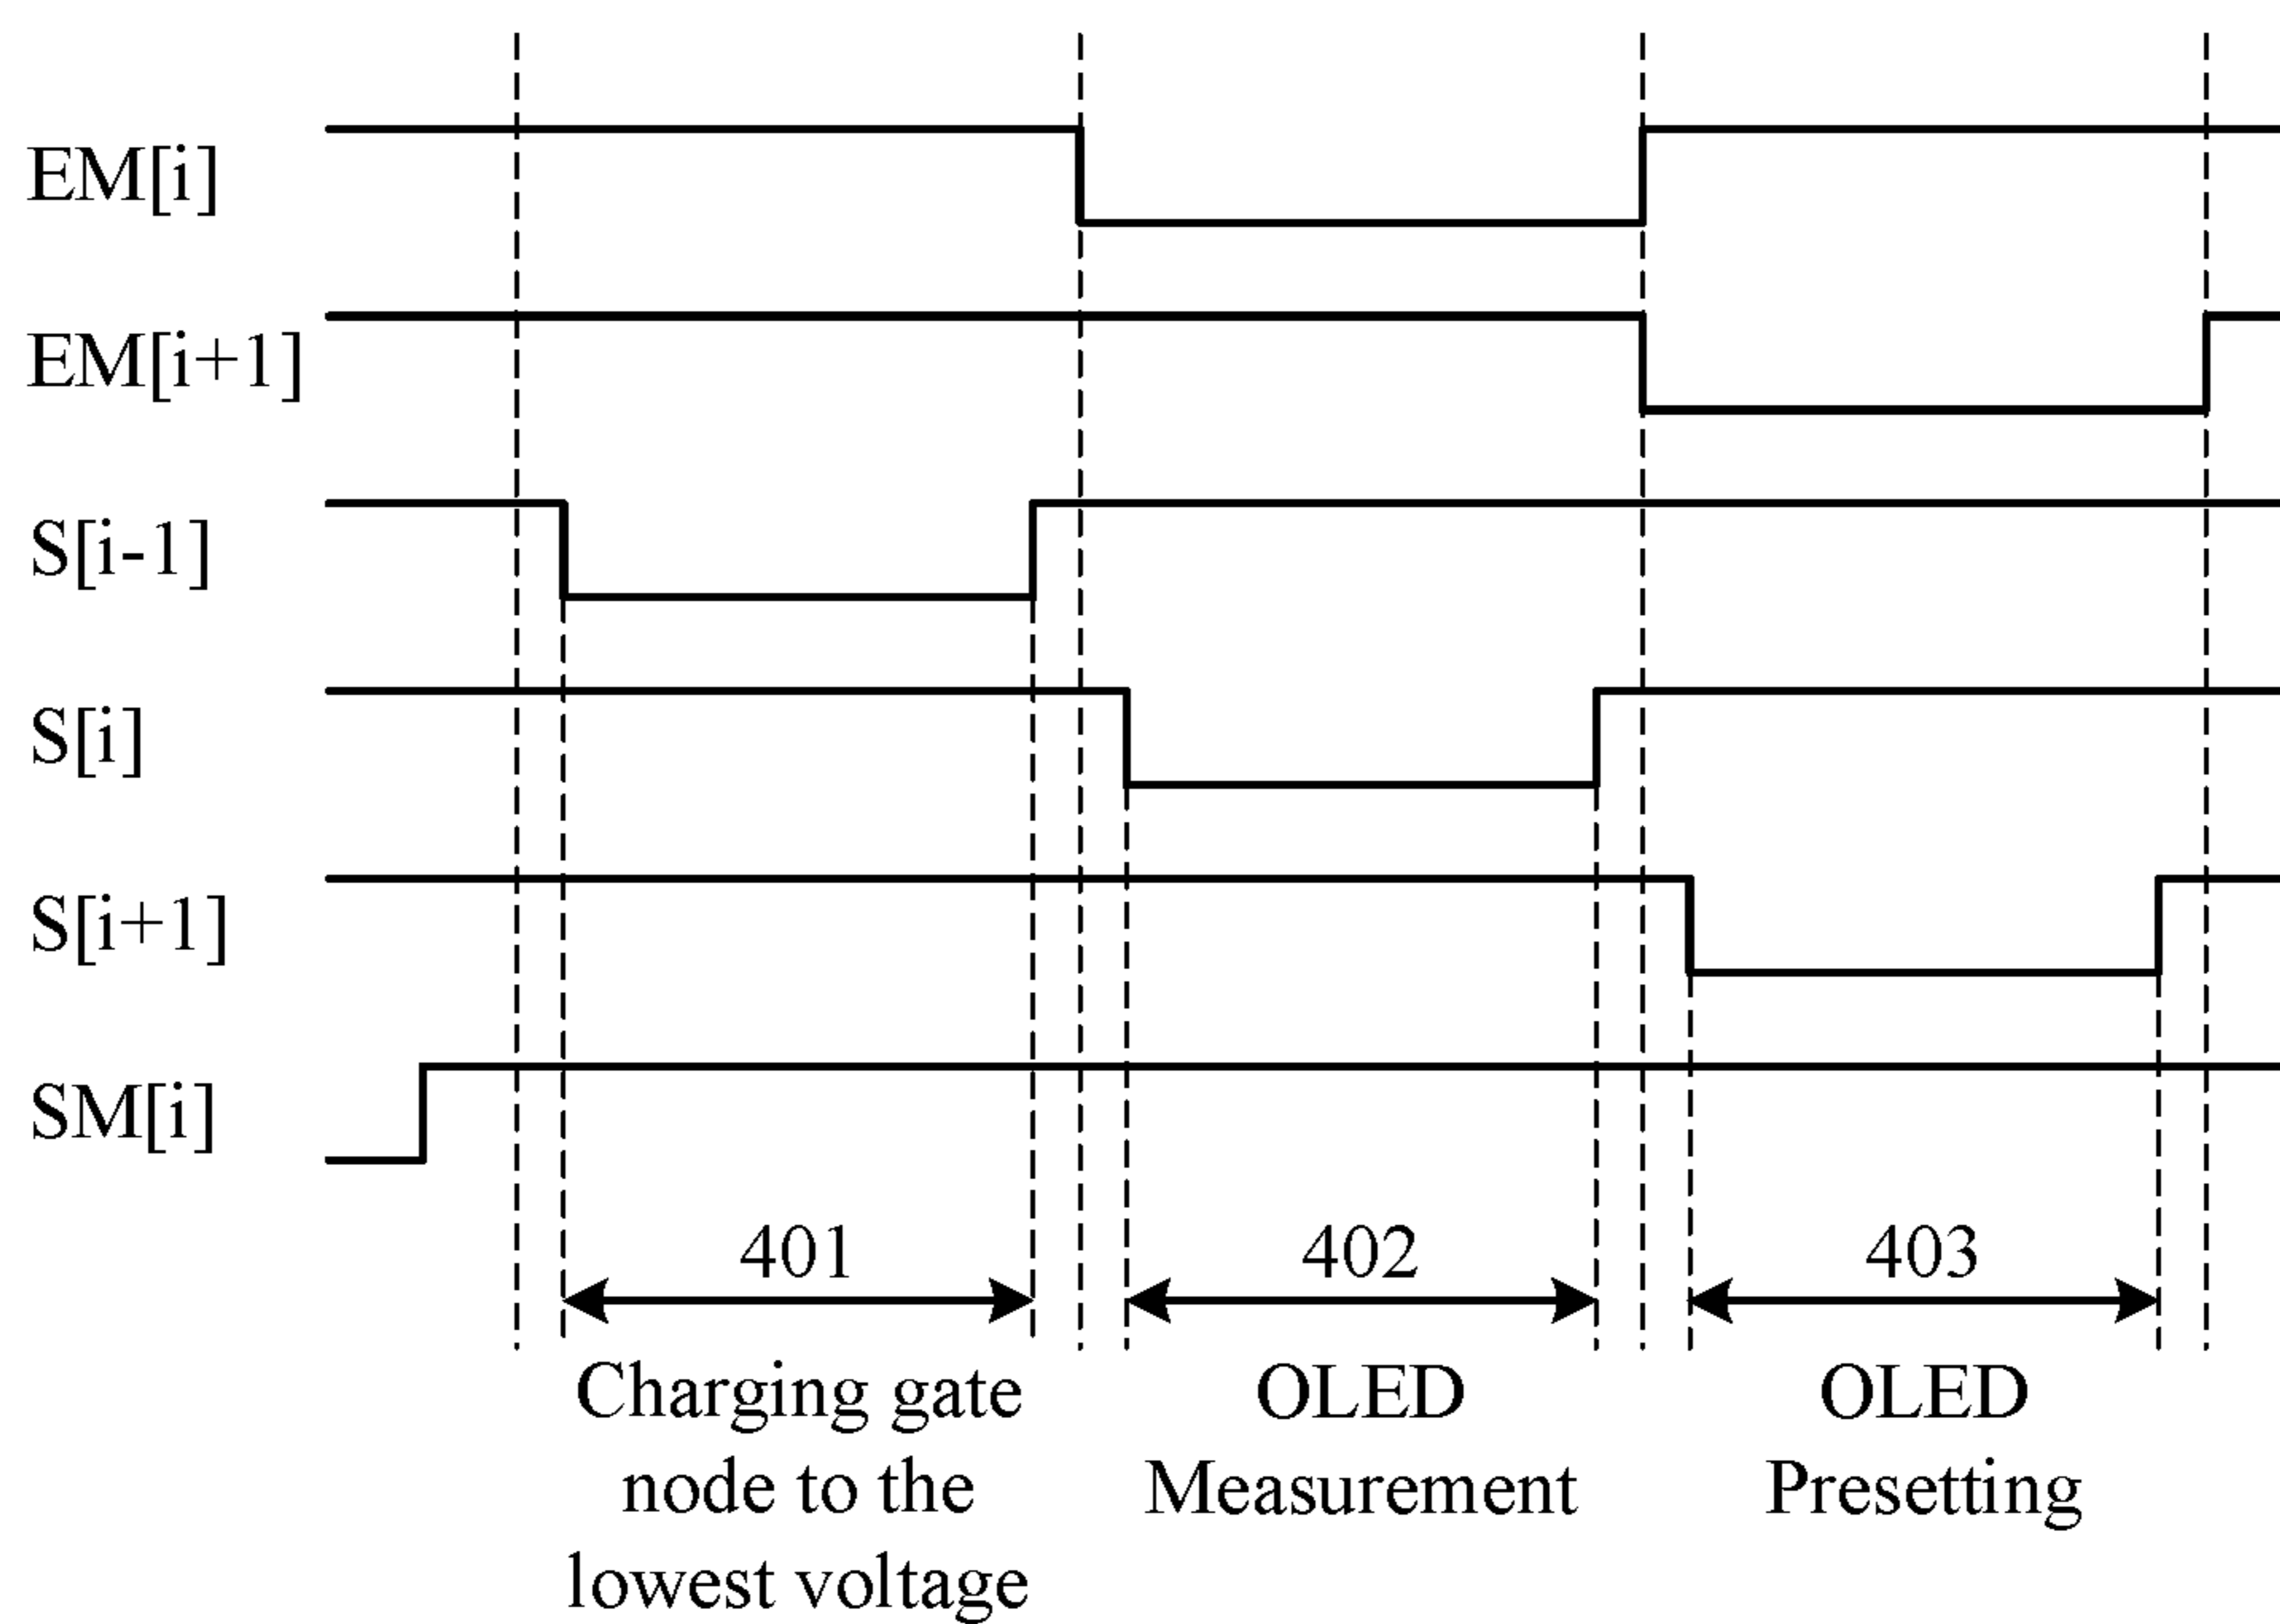 EM[i]
EM[i+1]
S[i-1]
S[i]
S[i+1]
SM[i]
401
402
403
Charging gate
node to the
lowest voltage
OLED
Measurement
OLED
Presetting